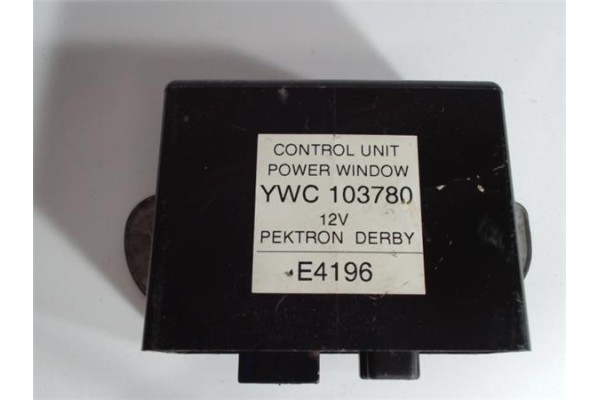 CONTROL UNIT
POWER WINDOW
YWC 103780
12V
PEKTRON DERBY
E4196